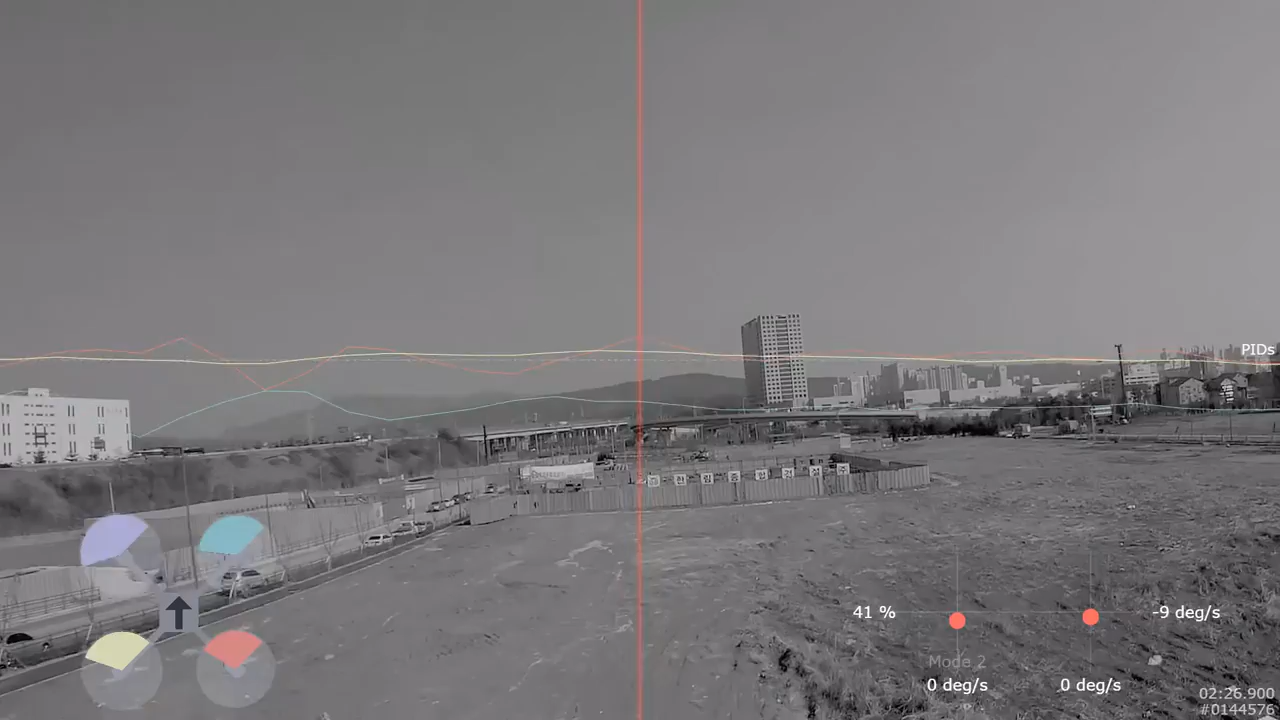 PIDs
41 %
-9 deg/s
Mode 2
0 deg/s 0 deg/s
02:26.900
#0144576